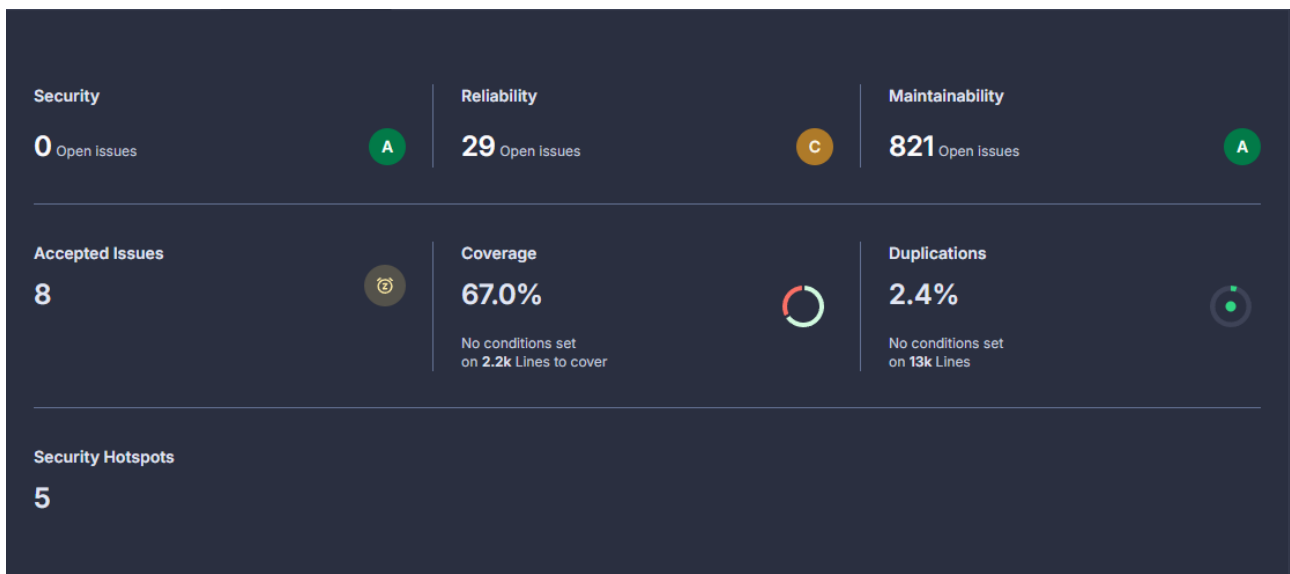 Security
0 Open issues
A
Reliability
29 Open issues
C
Maintainability
821 Open issues
A
Accepted Issues
8
Coverage
67.0%
No conditions set
on 2.2k Lines to cover
Duplications
2.4%
No conditions set
on 13k Lines
Security Hotspots
5